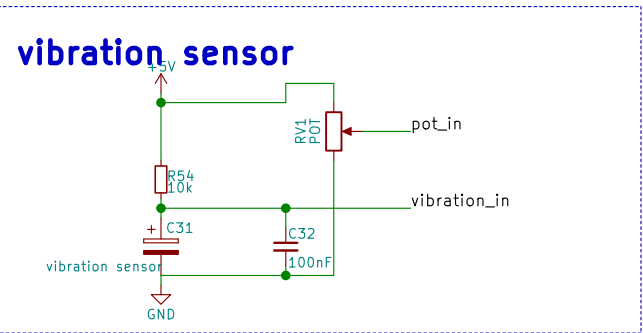 vibration sensor
+5V
RV1
POT
pot_in
R54
10k
vibration_in
+ C31
C32
vibration sensor
100nF
GND